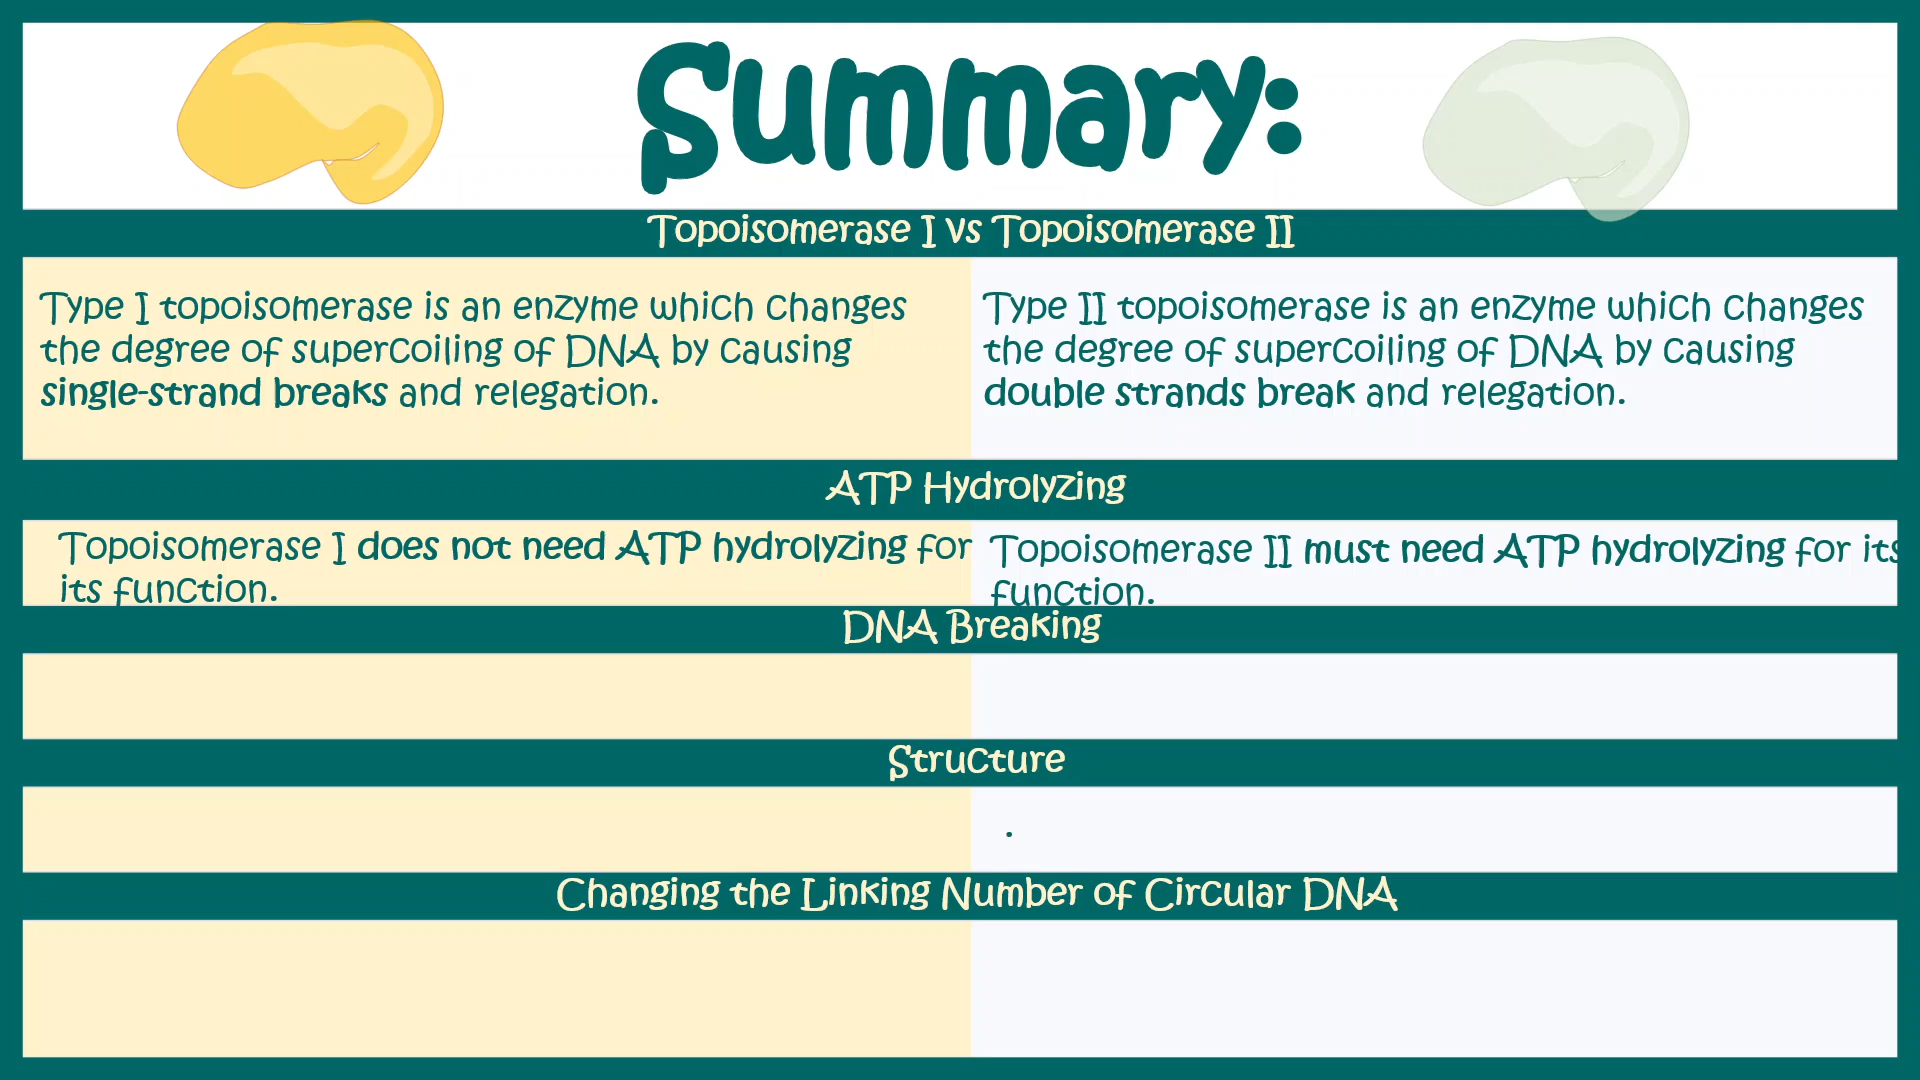 Summary:
Topoisomerase I vs Topoisomerase II
Type I topoisomerase is an enzyme which changes
the degree of supercoiling of DNA by causing
single-strand breaks and relegation.
Type II topoisomerase is an enzyme which changes
the degree of supercoiling of DNA by causing
double strands break and relegation.
ATP Hydrolyzing
Topoisomerase I does not need ATP hydrolyzing for
its function.
Topoisomerase II must need ATP hydrolyzing for its
function.
DNA Breaking
Structure
.
Changing the Linking Number of Circular DNA